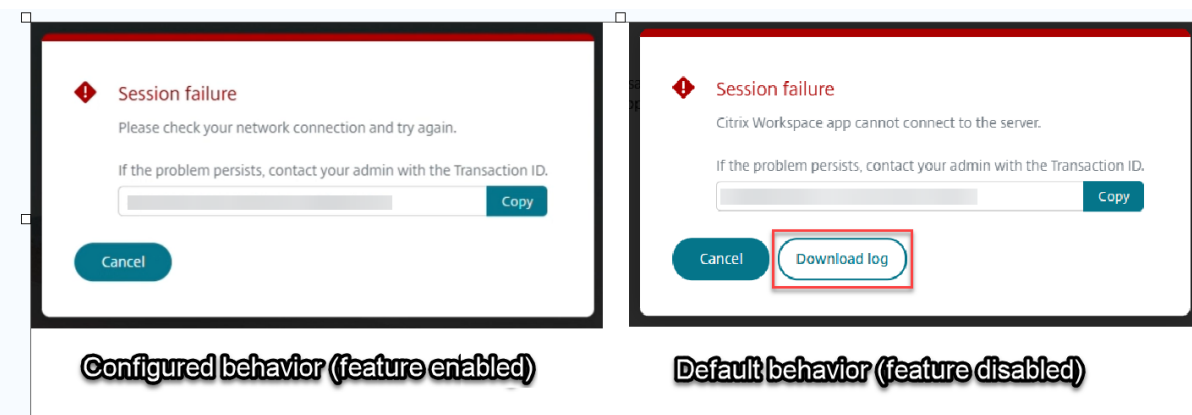 Session failure
Please check your network connection and try again.
If the problem persists, contact your admin with the Transaction ID.
Copy
Cancel
Configured behavior (feature enabled)
Session failure
Citrix Workspace app cannot connect to the server.
If the problem persists, contact your admin with the Transaction ID.
Copy
Cancel
Download log
Default behavior (feature disabled)